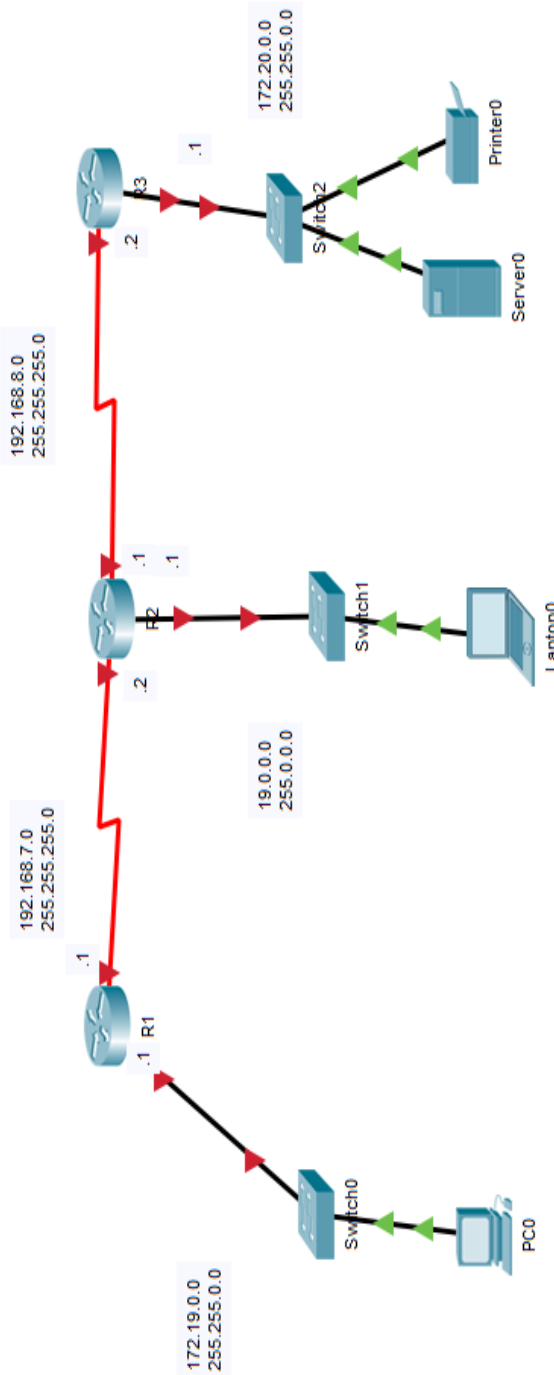 192.168.7.0
255.255.255.0
192.168.8.0
255.255.255.0
.1
.2
.1
.2
R1
.1
R2
.1
R3
.1
172.19.0.0
255.255.0.0
19.0.0.0
255.0.0.0
172.20.0.0
255.255.0.0
Switch0
Switch1
Switch2
PC0
Laptop0
Server0
Printer0